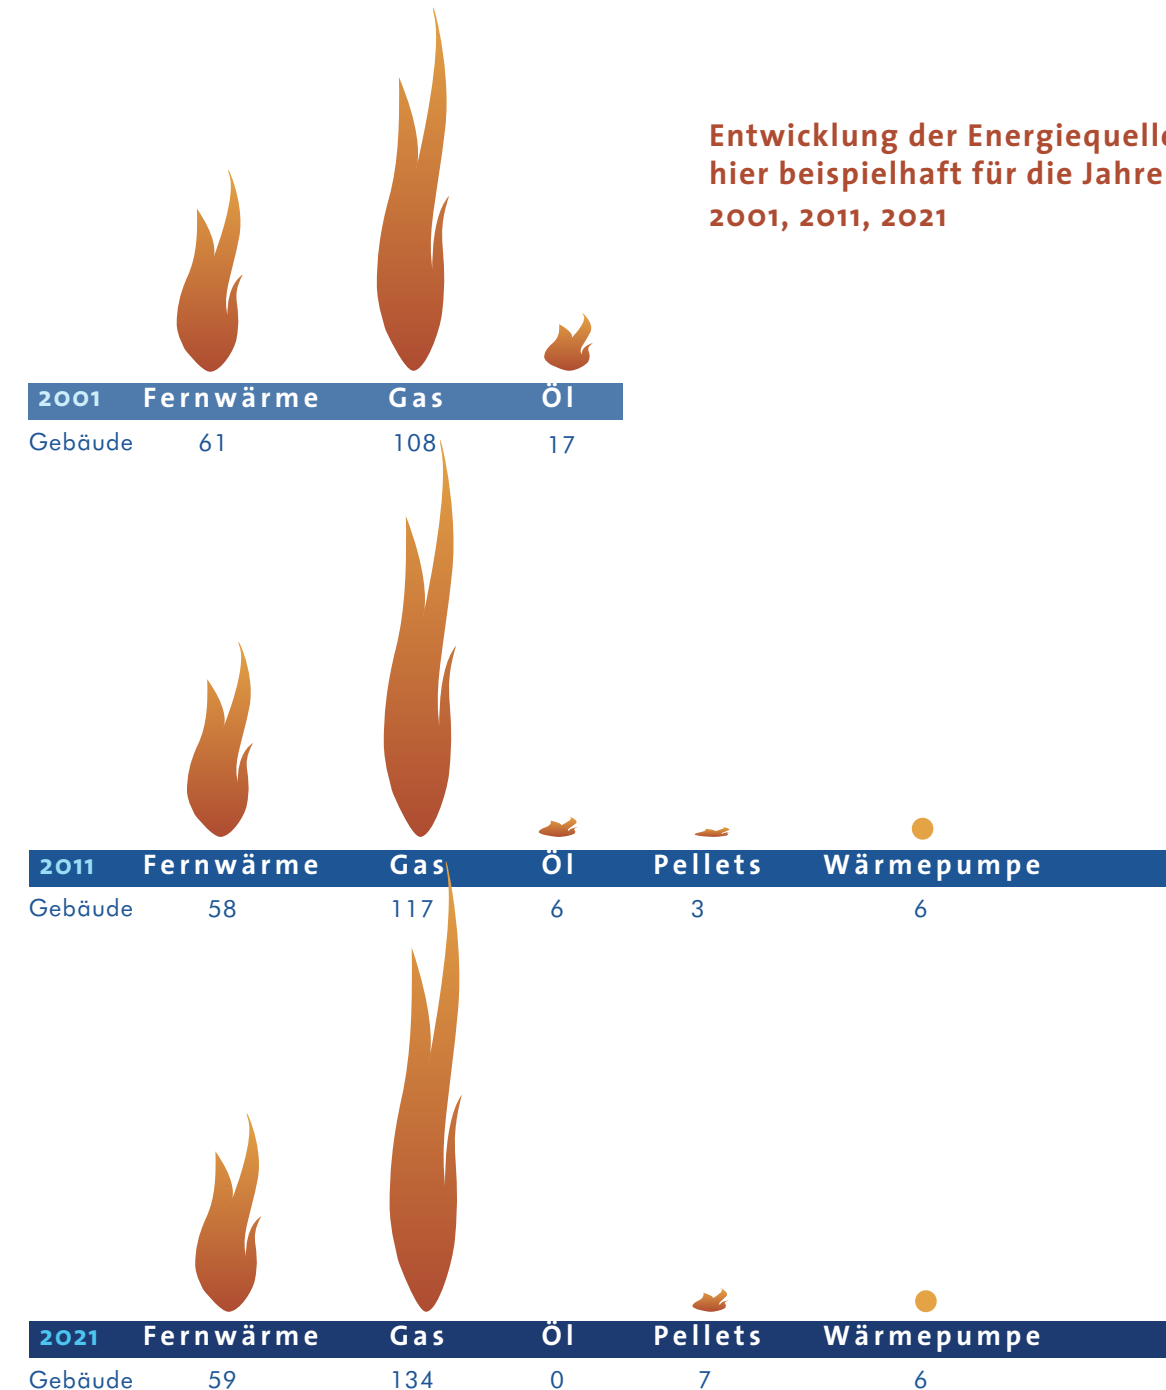 Entwicklung der Energiequelle
hier beispielhaft für die Jahre
2001, 2011, 2021
2001 Fernwärme Gas Öl
Gebäude 61 108 17
2011 Fernwärme Gas Öl Pellets Wärmepumpe
Gebäude 58 117 6 3 6
2021 Fernwärme Gas Öl Pellets Wärmepumpe
Gebäude 59 134 0 7 6